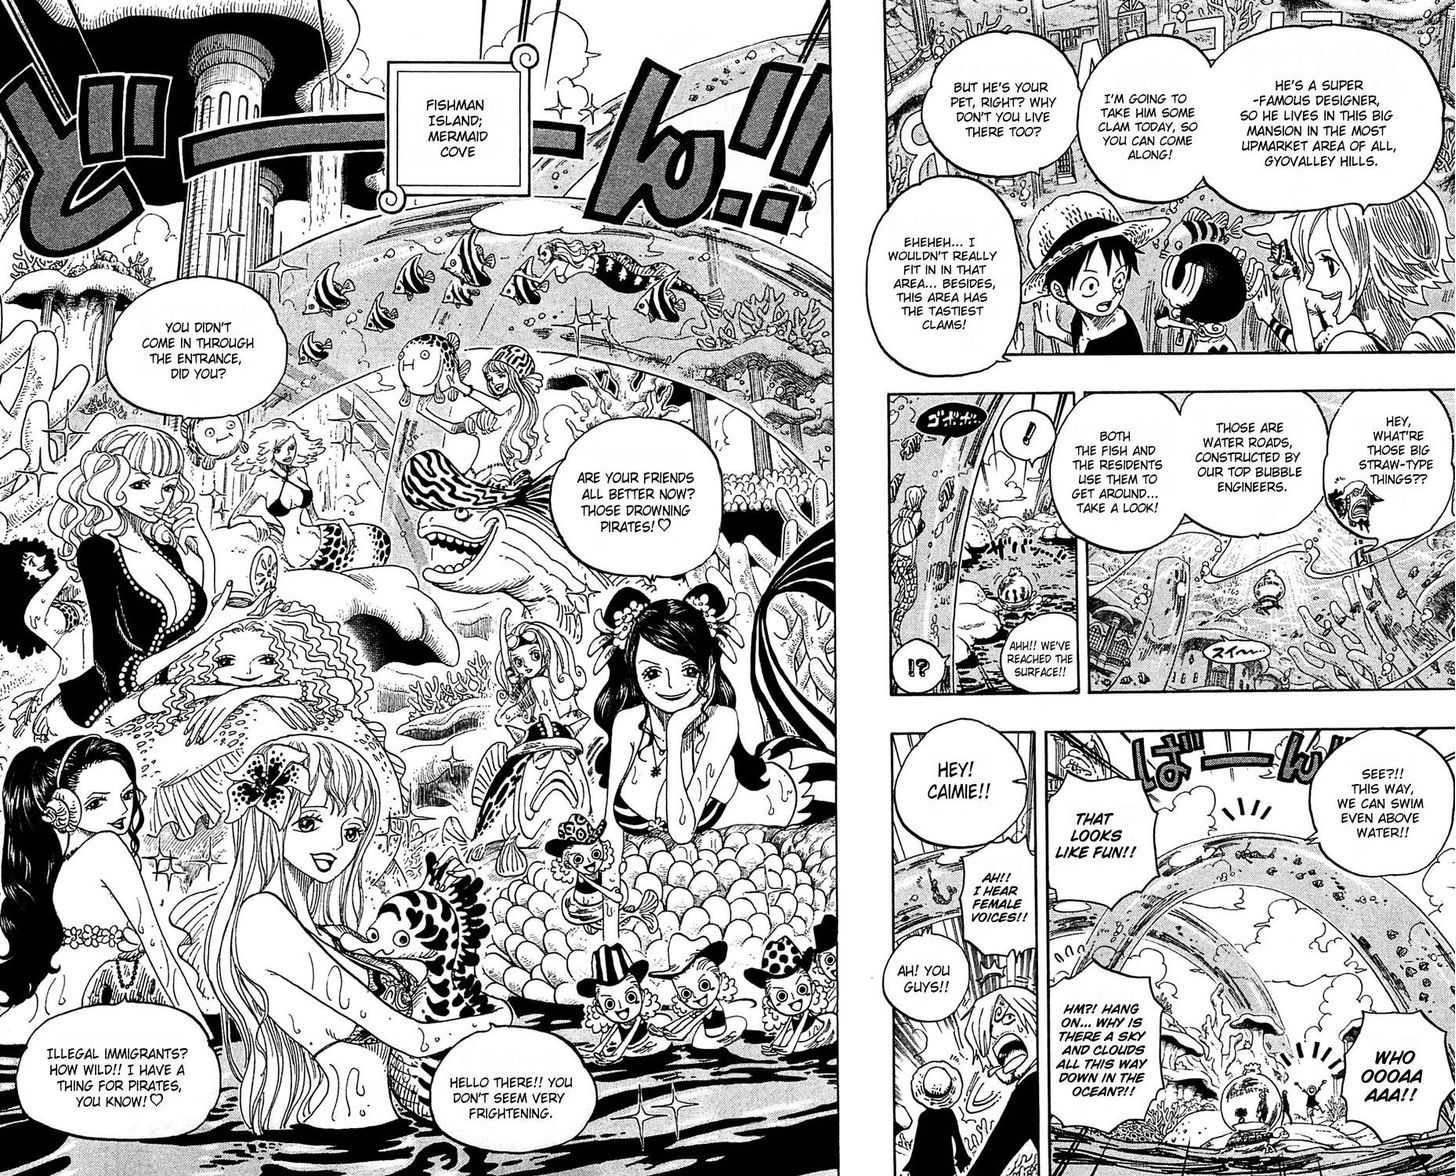 HE'S A SUPER
-FAMOUS DESIGNER,
SO HE LIVES IN THIS BIG
MANSION IN THE MOST
UPMARKET AREA OF ALL,
GYOVALLEY HILLS.
I'M GOING TO
TAKE HIM SOME
CLAM TODAY, SO
YOU CAN COME
ALONG!
BUT HE'S YOUR
PET, RIGHT? WHY
DON'T YOU LIVE
THERE TOO?
EHEHEH... I
WOULDN'T REALLY
FIT IN IN THAT
AREA... BESIDES,
THIS AREA HAS
THE TASTIEST
CLAMS!
HEY,
WHAT'RE
THOSE BIG
STRAW-TYPE
THINGS??
THOSE ARE
WATER ROADS,
CONSTRUCTED BY
OUR TOP BUBBLE
ENGINEERS.
BOTH
THE FISH AND
THE RESIDENTS
USE THEM TO
GET AROUND...
TAKE A LOOK!
スイー...
!
ゴボボボ..
AHH!! WE'VE
REACHED THE
SURFACE!!
!?
SEE?!!
THIS WAY,
WE CAN SWIM
EVEN ABOVE
WATER!!
ばーん
THAT
LOOKS
LIKE FUN!!
HM?! HANG
ON... WHY IS
THERE A SKY
AND CLOUDS
ALL THIS WAY
DOWN IN THE
OCEAN?!!
WHO
OOOAA
AAA!!
HEY!
CAIMIE!!
AH!!
I HEAR
FEMALE
VOICES!!
AH! YOU
GUYS!!
FISHMAN
ISLAND;
MERMAID
COVE
どーーん!!
YOU DIDN'T
COME IN THROUGH
THE ENTRANCE,
DID YOU?
ARE YOUR FRIENDS
ALL BETTER NOW?
THOSE DROWNING
PIRATES!♡
ILLEGAL IMMIGRANTS?
HOW WILD!! I HAVE A
THING FOR PIRATES,
YOU KNOW!♡
HELLO THERE!! YOU
DON'T SEEM VERY
FRIGHTENING.